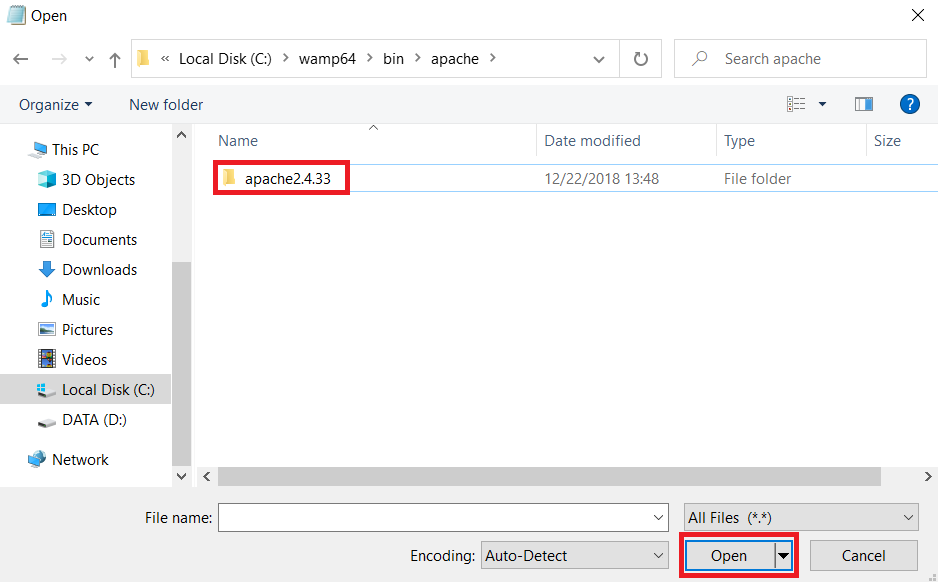 Open
« Local Disk (C:) > wamp64 > bin > apache >
Search apache
Organize
New folder
?
Name
Date modified
Type
Size
This PC
3D Objects
Desktop
Documents
Downloads
Music
Pictures
Videos
Local Disk (C:)
DATA (D:)
Network
apache2.4.33
12/22/2018 13:48
File folder
File name:
All Files (*.*)
Encoding:
Auto-Detect
Open
Cancel